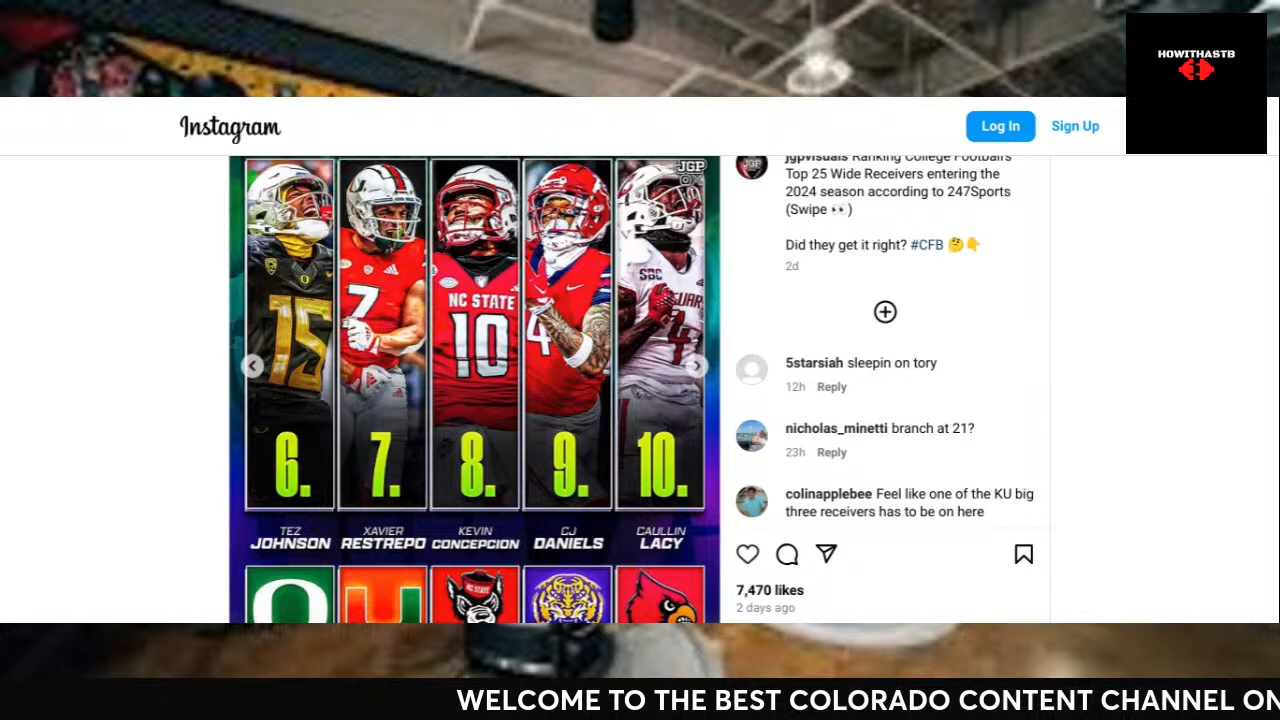 HOWITHASTB
Instagram
Log In
Sign Up
JGP
15
7
NC STATE
10
4
SBC
6.
7.
8.
9.
10.
TEZ
JOHNSON
XAVIER
RESTREPO
KEVIN
CONCEPCION
CJ
DANIELS
CAULLIN
LACY
NC STATE
jgpvisuals Ranking College Football's
Top 25 Wide Receivers entering the
2024 season according to 247Sports
(Swipe 👀)
Did they get it right? #CFB 🤔👇
2d
5starsiah sleepin on tory
12h Reply
nicholas_minetti branch at 21?
23h Reply
colinapplebee Feel like one of the KU big
three receivers has to be on here
7,470 likes
2 days ago
WELCOME TO THE BEST COLORADO CONTENT CHANNEL ON